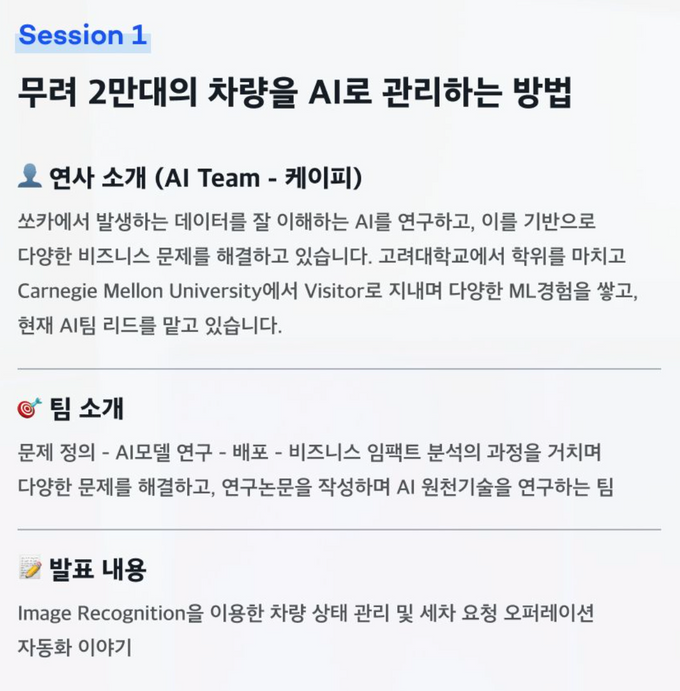 Session 1
무려 2만대의 차량을 AI로 관리하는 방법
연사 소개 (AI Team - 케이피)
쏘카에서 발생하는 데이터를 잘 이해하는 AI를 연구하고, 이를 기반으로
다양한 비즈니스 문제를 해결하고 있습니다. 고려대학교에서 학위를 마치고
Carnegie Mellon University에서 Visitor로 지내며 다양한 ML경험을 쌓고,
현재 AI팀 리드를 맡고 있습니다.
팀 소개
문제 정의 - AI모델 연구 - 배포 - 비즈니스 임팩트 분석의 과정을 거치며
다양한 문제를 해결하고, 연구논문을 작성하며 AI 원천기술을 연구하는 팀
발표 내용
Image Recognition을 이용한 차량 상태 관리 및 세차 요청 오퍼레이션
자동화 이야기